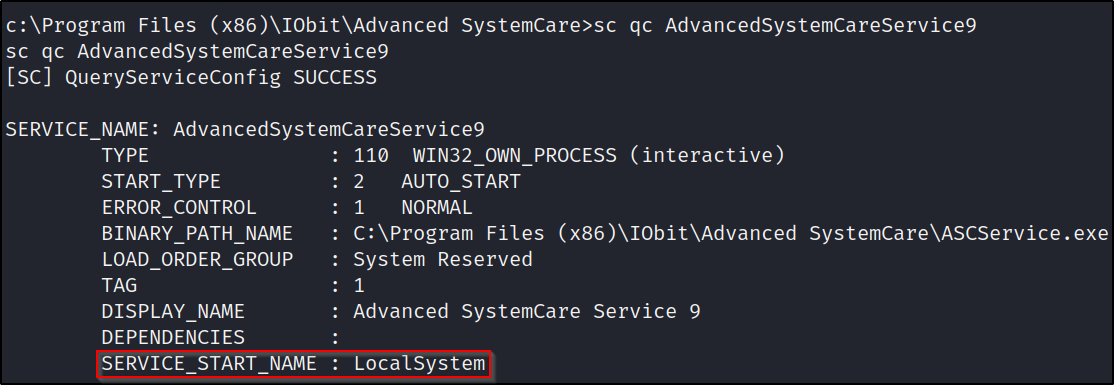 c:\Program Files (x86)\IObit\Advanced SystemCare>sc qc AdvancedSystemCareService9
sc qc AdvancedSystemCareService9
[SC] QueryServiceConfig SUCCESS

SERVICE_NAME: AdvancedSystemCareService9
        TYPE               : 110  WIN32_OWN_PROCESS (interactive)
        START_TYPE         : 2   AUTO_START
        ERROR_CONTROL      : 1   NORMAL
        BINARY_PATH_NAME   : C:\Program Files (x86)\IObit\Advanced SystemCare\ASCService.exe
        LOAD_ORDER_GROUP   : System Reserved
        TAG                : 1
        DISPLAY_NAME       : Advanced SystemCare Service 9
        DEPENDENCIES       :
        SERVICE_START_NAME : LocalSystem